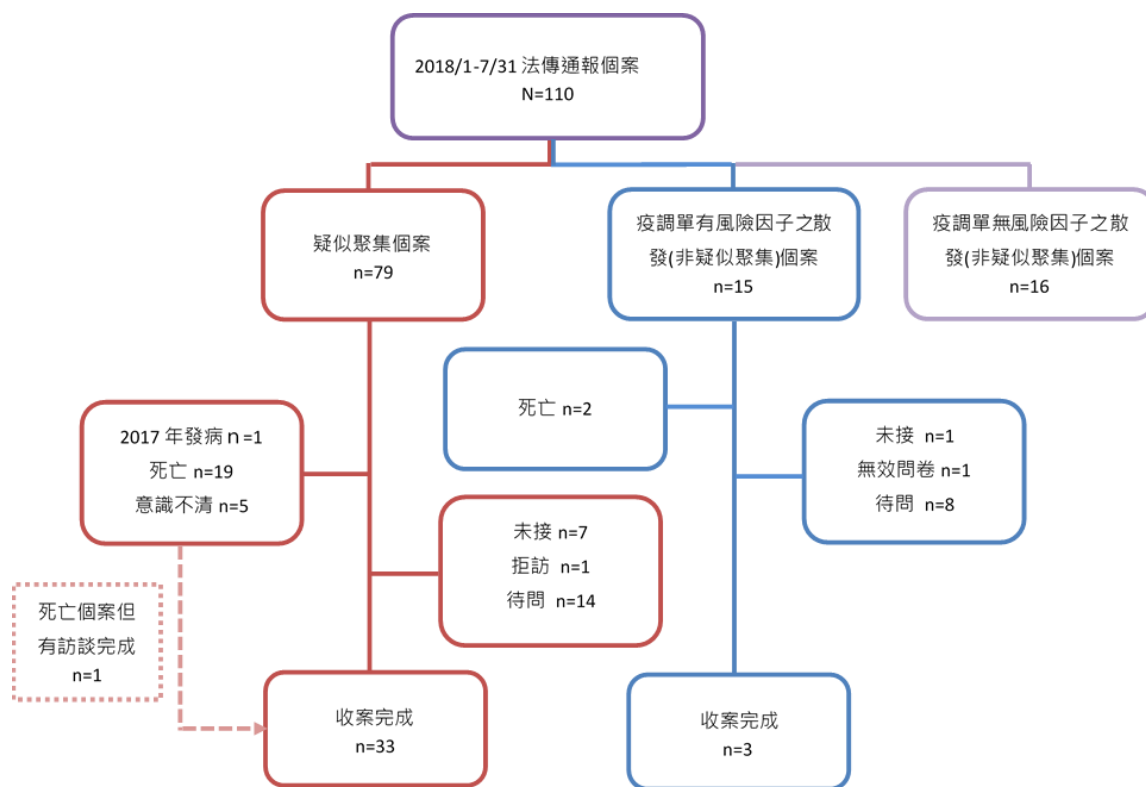 2018/1-7/31 法傳通報個案
N=110
疑似聚集個案
n=79
疫調單有風險因子之散
發(非疑似聚集)個案
n=15
疫調單無風險因子之散
發(非疑似聚集)個案
n=16
死亡 n=2
2017 年發病 n =1
死亡 n=19
意識不清 n=5
未接 n=1
無效問卷 n=1
待問 n=8
未接 n=7
拒訪 n=1
待問 n=14
死亡個案但
有訪談完成
n=1
收案完成
n=33
收案完成
n=3